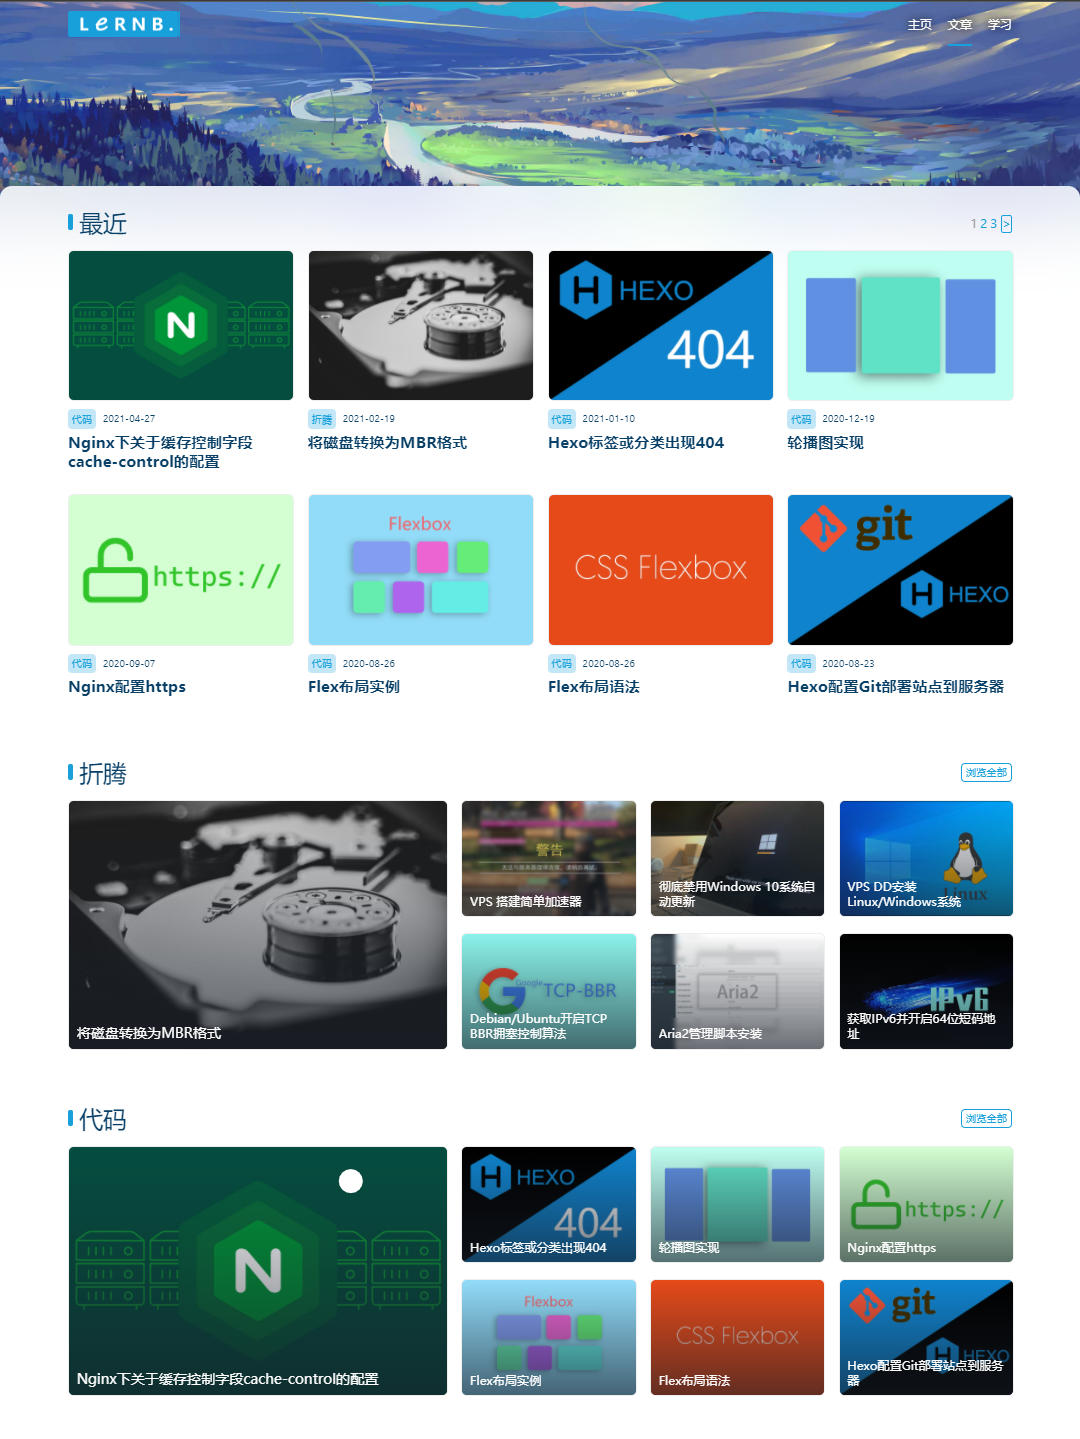 LeRNB.
主页 文章 学习
最近
1 2 3 >
N
HEXO
404
代码 2021-04-27
Nginx下关于缓存控制字段
cache-control的配置
折腾 2021-02-19
将磁盘转换为MBR格式
代码 2021-01-10
Hexo标签或分类出现404
代码 2020-12-19
轮播图实现
https://
Flexbox
CSS Flexbox
git
HEXO
代码 2020-09-07
Nginx配置https
代码 2020-08-26
Flex布局实例
代码 2020-08-26
Flex布局语法
代码 2020-08-23
Hexo配置Git部署站点到服务器
折腾
浏览全部
将磁盘转换为MBR格式
警告
VPS 搭建简单加速器
彻底禁用Windows 10系统自
动更新
Linux
VPS DD安装
Linux/Windows系统
Google
TCP-BBR
Debian/Ubuntu开启TCP
BBR拥塞控制算法
Aria2
Aria2管理脚本安装
IPv6
获取IPv6并开启64位短码地
址
代码
浏览全部
N
Nginx下关于缓存控制字段cache-control的配置
HEXO
404
Hexo标签或分类出现404
轮播图实现
https://
Nginx配置https
Flexbox
Flex布局实例
CSS Flexbox
Flex布局语法
git
HEXO
Hexo配置Git部署站点到服务
器